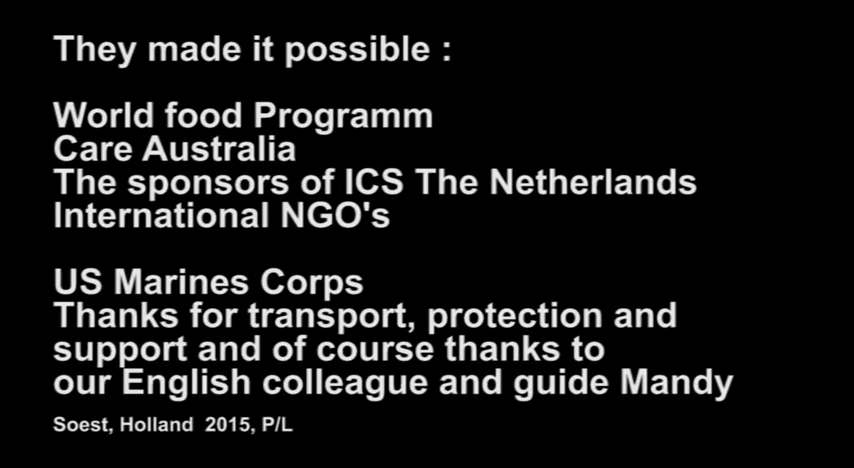 They made it possible :
World food Programm
Care Australia
The sponsors of ICS The Netherlands
International NGO's
US Marines Corps
Thanks for transport, protection and
support and of course thanks to
our English colleague and guide Mandy
Soest, Holland 2015, P/L